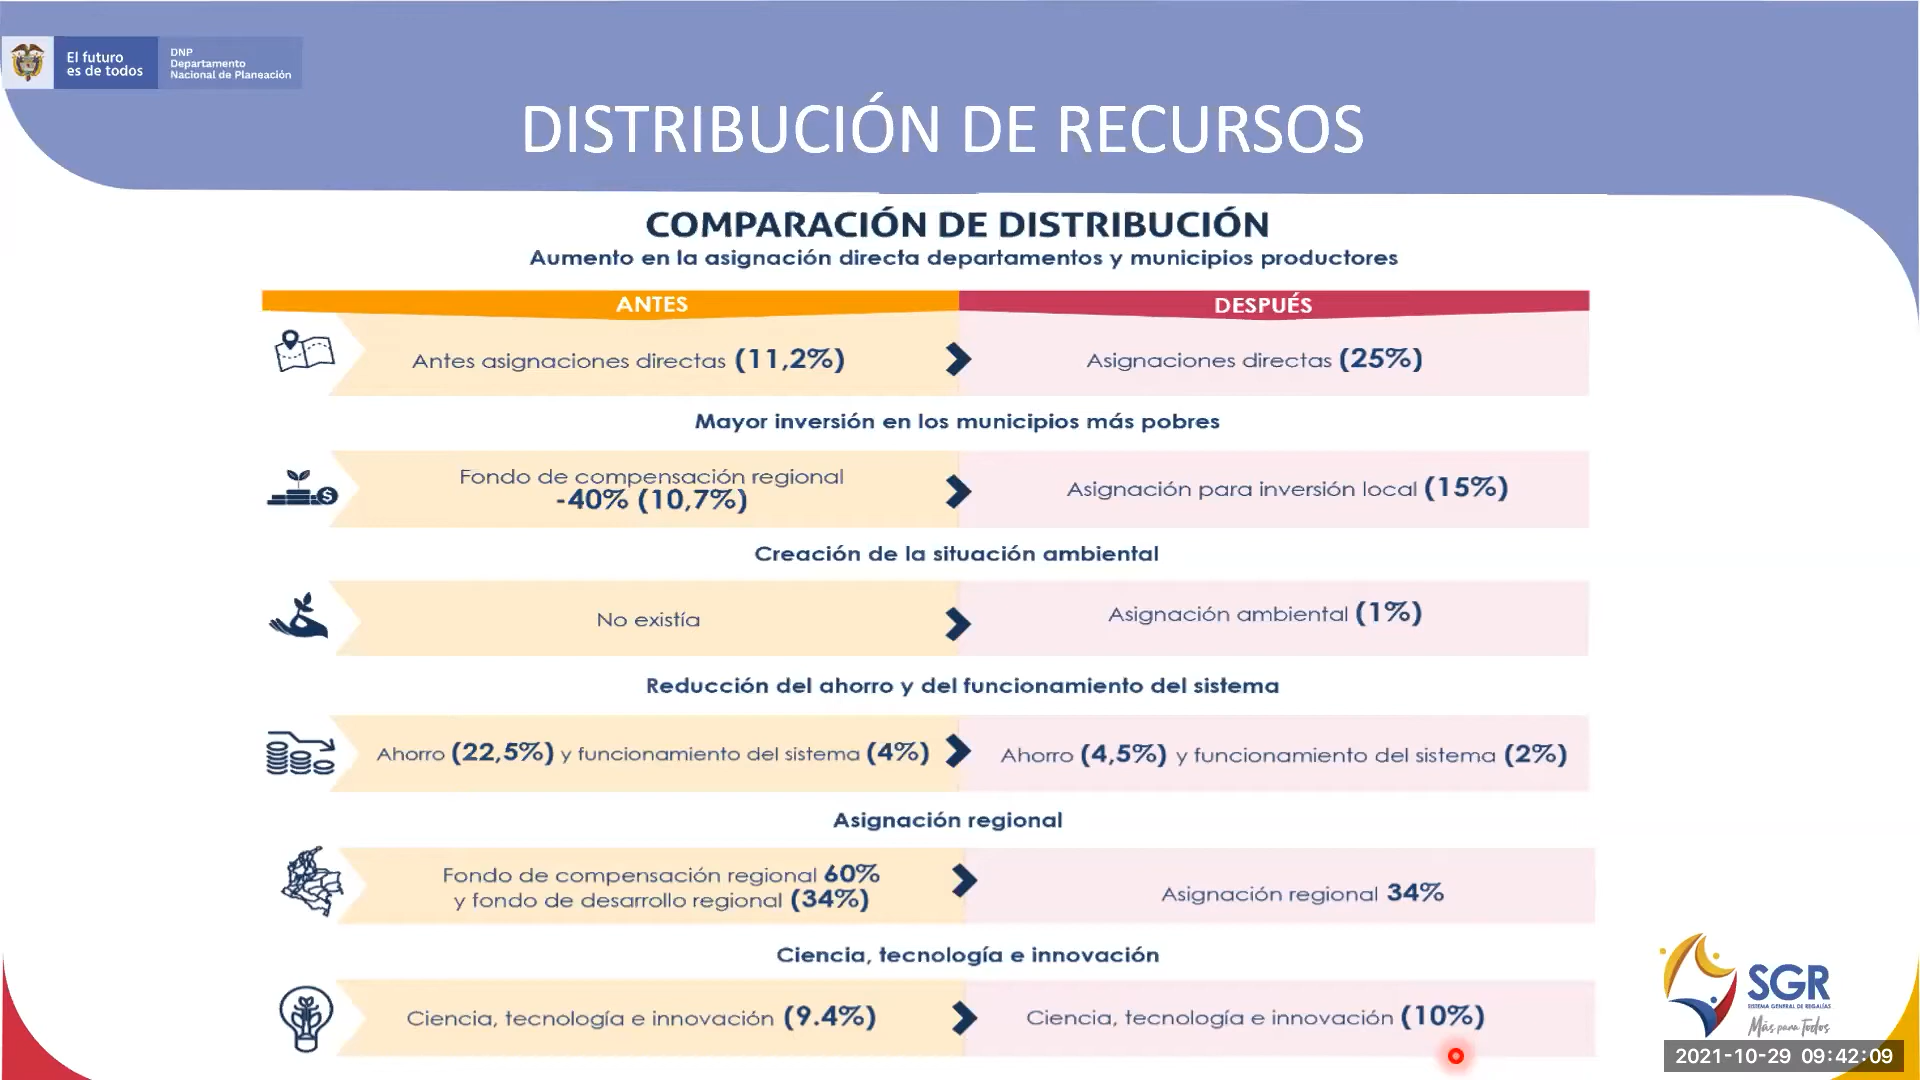 El futuro
es de todos
DNP
Departamento
Nacional de Planeación
DISTRIBUCIÓN DE RECURSOS
COMPARACIÓN DE DISTRIBUCIÓN
Aumento en la asignación directa departamentos y municipios productores
ANTES
DESPUÉS
Antes asignaciones directas (11,2%)
Asignaciones directas (25%)
Mayor inversión en los municipios más pobres
Fondo de compensación regional
-40% (10,7%)
Asignación para inversión local (15%)
Creación de la situación ambiental
No existía
Asignación ambiental (1%)
Reducción del ahorro y del funcionamiento del sistema
Ahorro (22,5%) y funcionamiento del sistema (4%)
Ahorro (4,5%) y funcionamiento del sistema (2%)
Asignación regional
Fondo de compensación regional 60%
y fondo de desarrollo regional (34%)
Asignación regional 34%
Ciencia, tecnología e innovación
Ciencia, tecnología e innovación (9.4%)
Ciencia, tecnología e innovación (10%)
SGR
SISTEMA GENERAL DE REGALÍAS
Más para Todos
2021-10-29 09:42:09